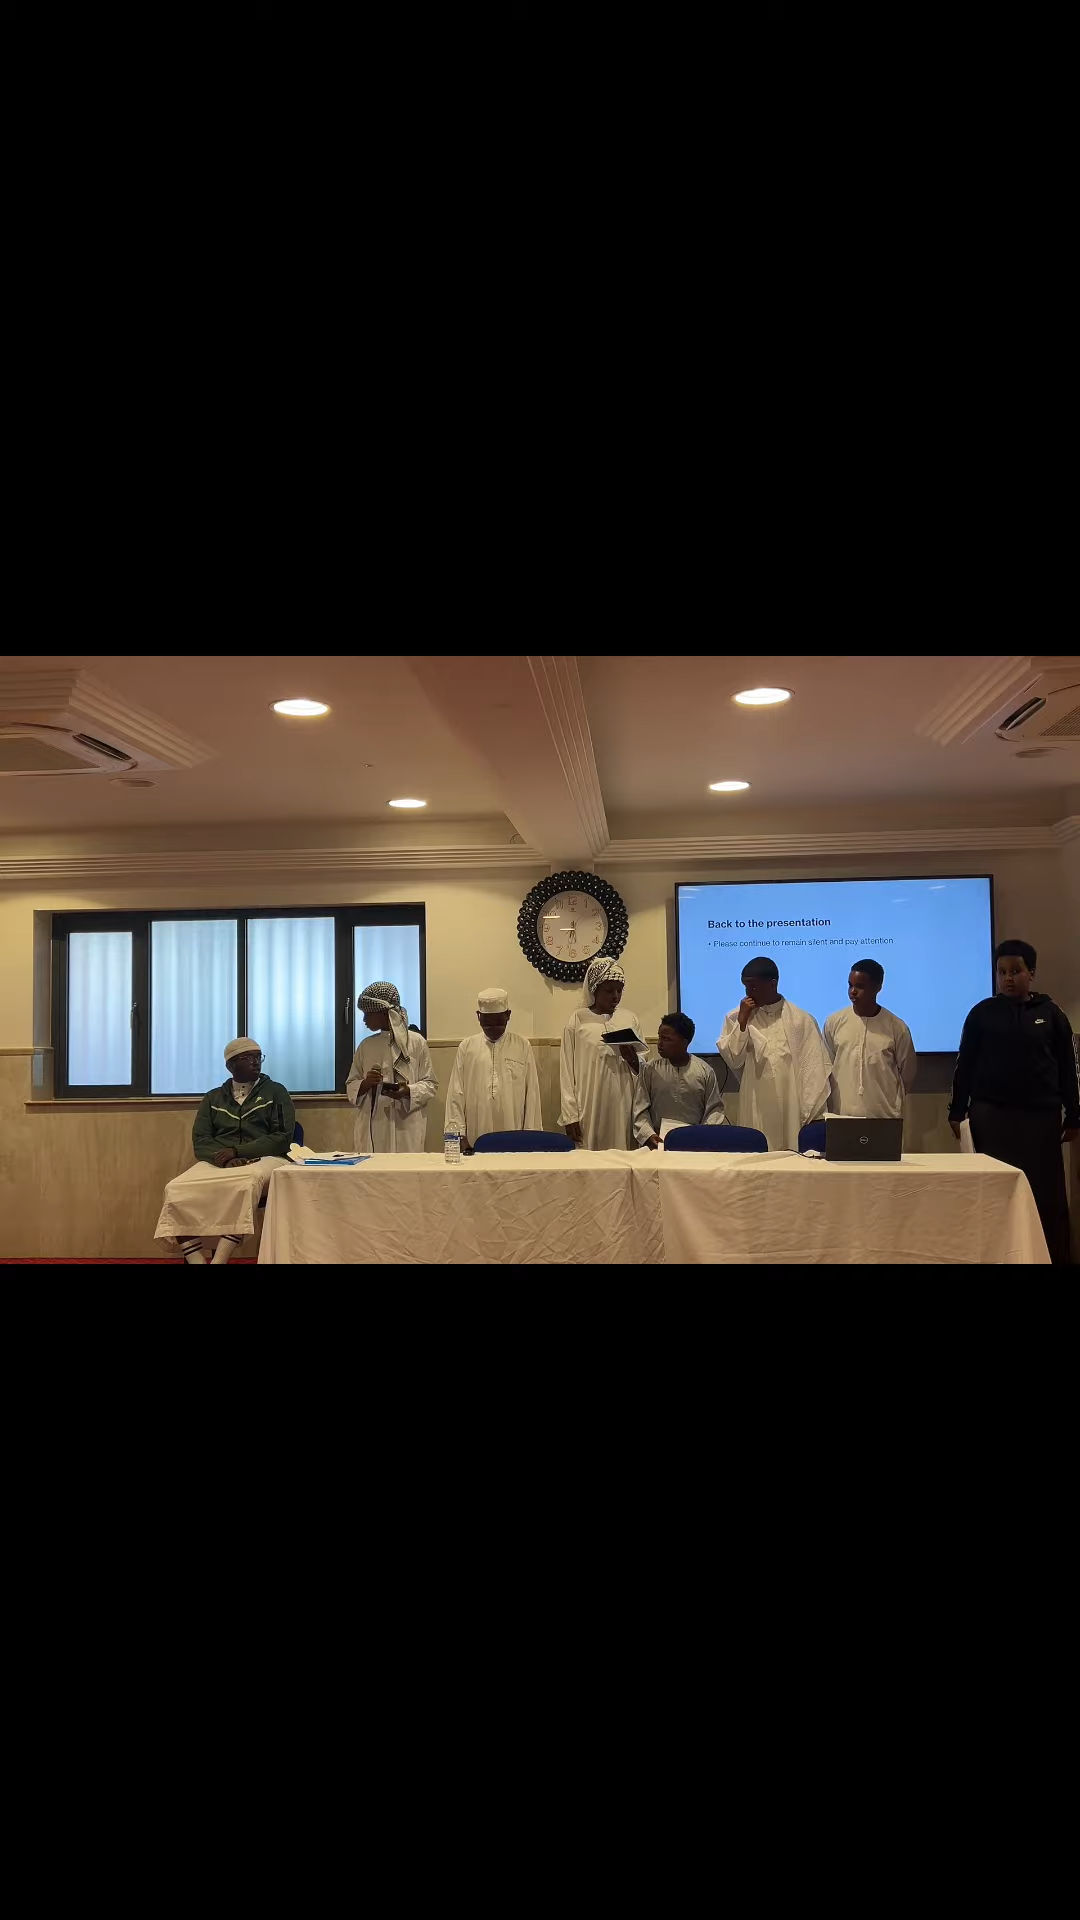 Back to the presentation
• Please continue to remain silent and pay attention